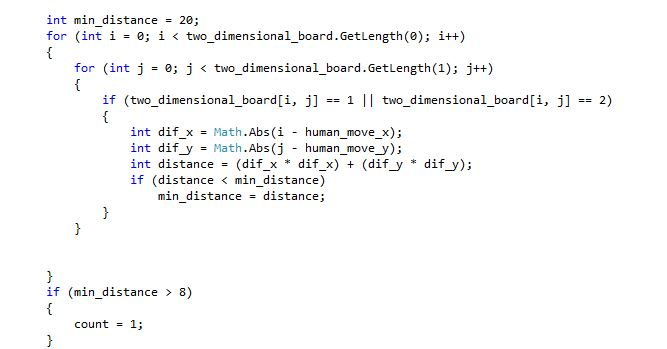 int min_distance = 20;
for (int i = 0; i < two_dimensional_board.GetLength(0); i++)
{
    for (int j = 0; j < two_dimensional_board.GetLength(1); j++)
    {
        if (two_dimensional_board[i, j] == 1 || two_dimensional_board[i, j] == 2)
        {
            int dif_x = Math.Abs(i - human_move_x);
            int dif_y = Math.Abs(j - human_move_y);
            int distance = (dif_x * dif_x) + (dif_y * dif_y);
            if (distance < min_distance)
                min_distance = distance;
        }
    }
}
if (min_distance > 8)
{
    count = 1;
}